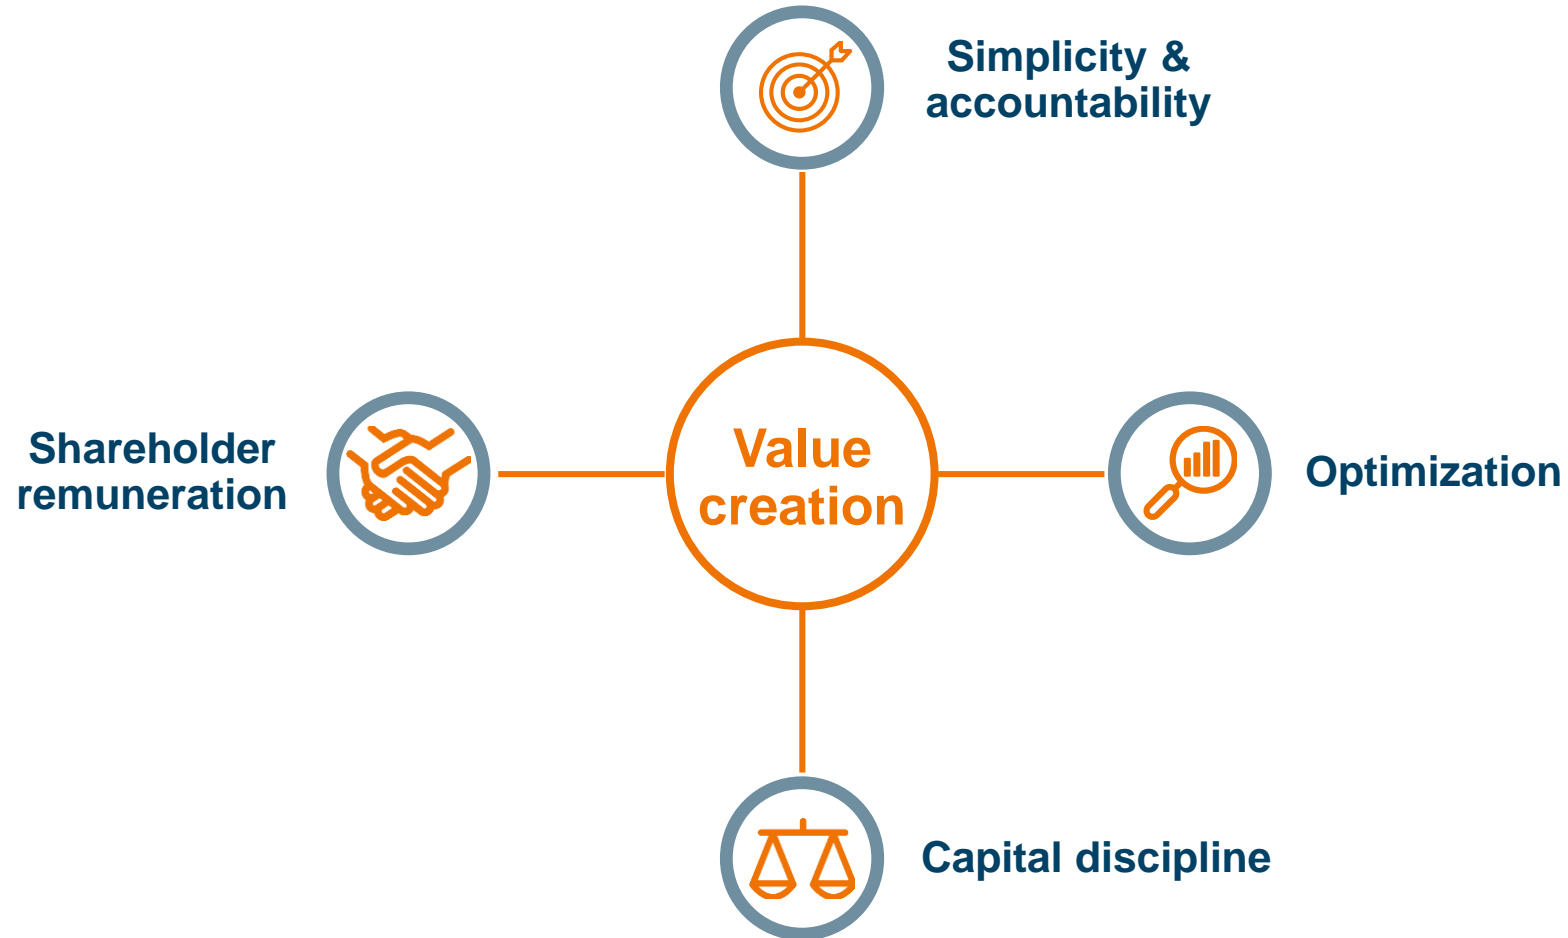 Simplicity &
accountability
Shareholder
remuneration
Value
creation
Optimization
Capital discipline